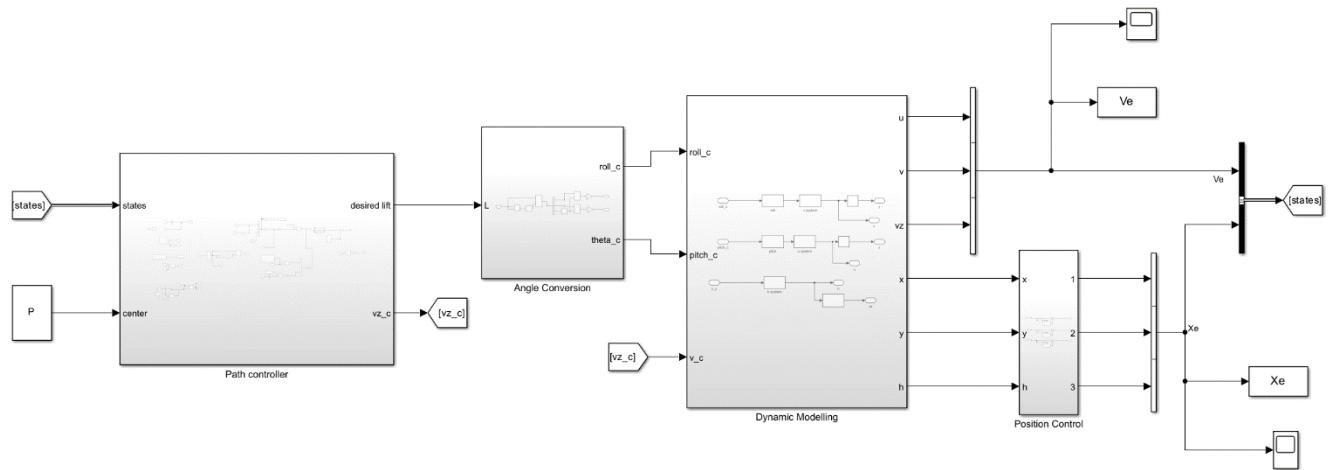 [states]
P
states
center
desired lift
vz_c
Path controller
[vz_c]
L
roll_c
theta_c
Angle Conversion
[vz_c]
roll_c
pitch_c
v_c
u
v
vz
x
y
h
Dynamic Modelling
x
y
h
1
2
3
Position Control
Ve
Ve
Xe
Xe
[states]